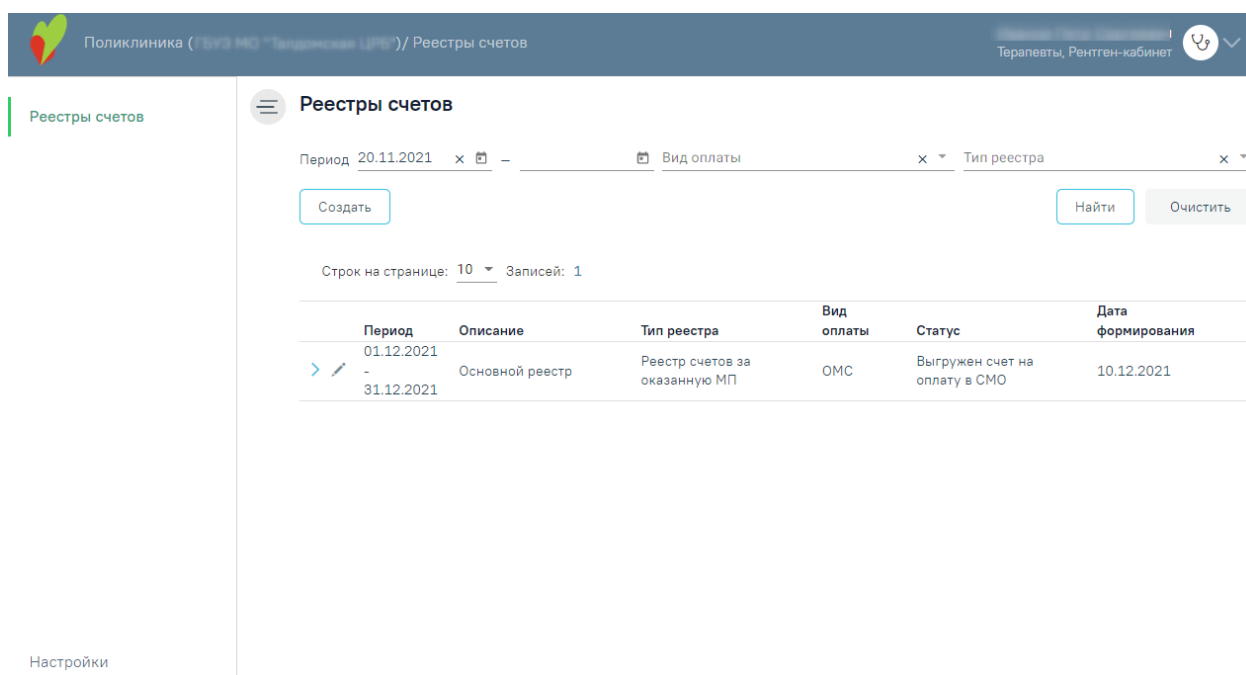 Поликлиника ( )/ Реестры счетов
Терапевты, Рентген-кабинет
Реестры счетов
Реестры счетов
Период 20.11.2021 × – Вид оплаты × Тип реестра ×
Создать Найти Очистить
Строк на странице: 10 Записей: 1
Период Описание Тип реестра Вид оплаты Статус Дата формирования
01.12.2021 - 31.12.2021 Основной реестр Реестр счетов за оказанную МП ОМС Выгружен счет на оплату в СМО 10.12.2021
Настройки